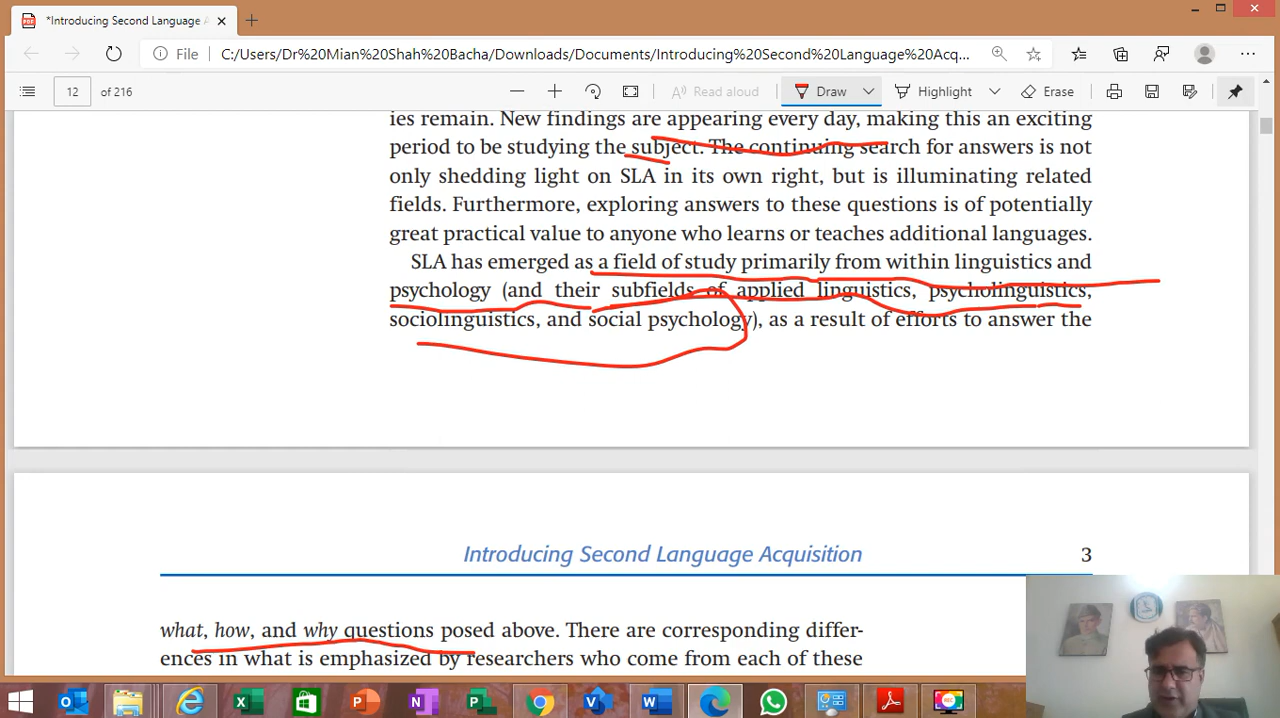 *Introducing Second Language A
File
C:/Users/Dr%20Mian%20Shah%20Bacha/Downloads/Documents/Introducing%20Second%20Language%20Acq...
12 of 216
Read aloud
Draw
Highlight
Erase
ies remain. New findings are appearing every day, making this an exciting
period to be studying the subject. The continuing search for answers is not
only shedding light on SLA in its own right, but is illuminating related
fields. Furthermore, exploring answers to these questions is of potentially
great practical value to anyone who learns or teaches additional languages.
SLA has emerged as a field of study primarily from within linguistics and
psychology (and their subfields of applied linguistics, psycholinguistics,
sociolinguistics, and social psychology), as a result of efforts to answer the
Introducing Second Language Acquisition 3
what, how, and why questions posed above. There are corresponding differ-
ences in what is emphasized by researchers who come from each of these